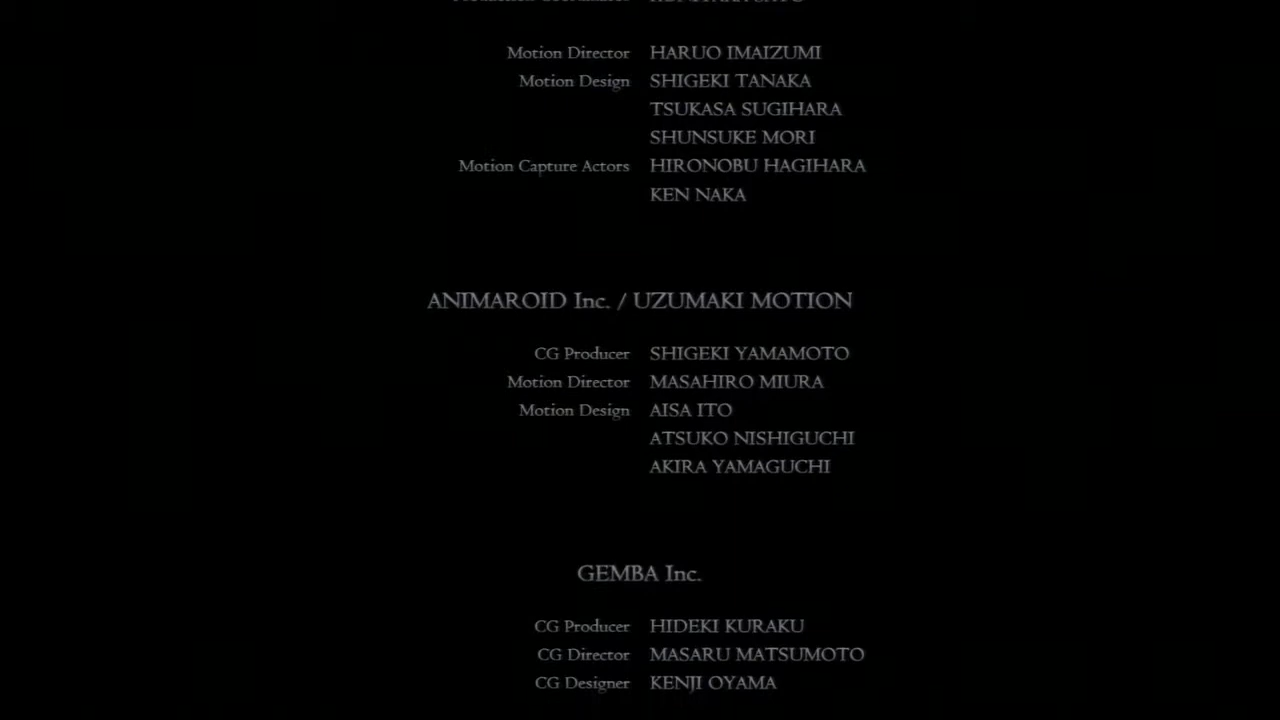 Motion Director HARUO IMAIZUMI
Motion Design SHIGEKI TANAKA
TSUKASA SUGIHARA
SHUNSUKE MORI
Motion Capture Actors HIRONOBU HAGIHARA
KEN NAKA
ANIMAROID Inc. / UZUMAKI MOTION
CG Producer SHIGEKI YAMAMOTO
Motion Director MASAHIRO MIURA
Motion Design AISA ITO
ATSUKO NISHIGUCHI
AKIRA YAMAGUCHI
GEMBA Inc.
CG Producer HIDEKI KURAKU
CG Director MASARU MATSUMOTO
CG Designer KENJI OYAMA